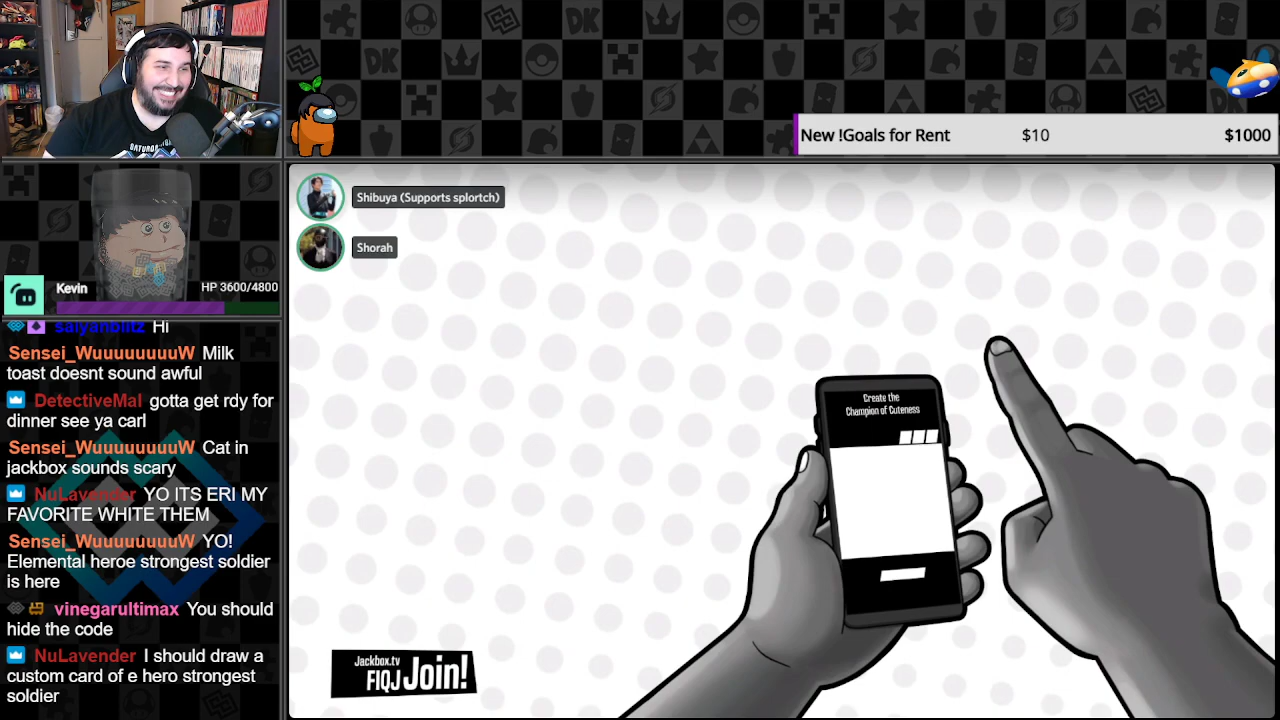 New !Goals for Rent $10 $1000
Shibuya (Supports splortch)
Shorah
Kevin HP 3600/4800
saiyanblitz Hi
Sensei_WuuuuuuuuW Milk
toast doesnt sound awful
DetectiveMal gotta get rdy for
dinner see ya carl
Sensei_WuuuuuuuuW Cat in
jackbox sounds scary
NuLavender YO ITS ERI MY
FAVORITE WHITE THEM
Sensei_WuuuuuuuuW YO!
Elemental heroe strongest soldier
is here
vinegarultimax You should
hide the code
NuLavender I should draw a
custom card of e hero strongest
soldier
Create the
Champion of Cuteness
Jackbox.tv
FIQJ Join!
DK
DK